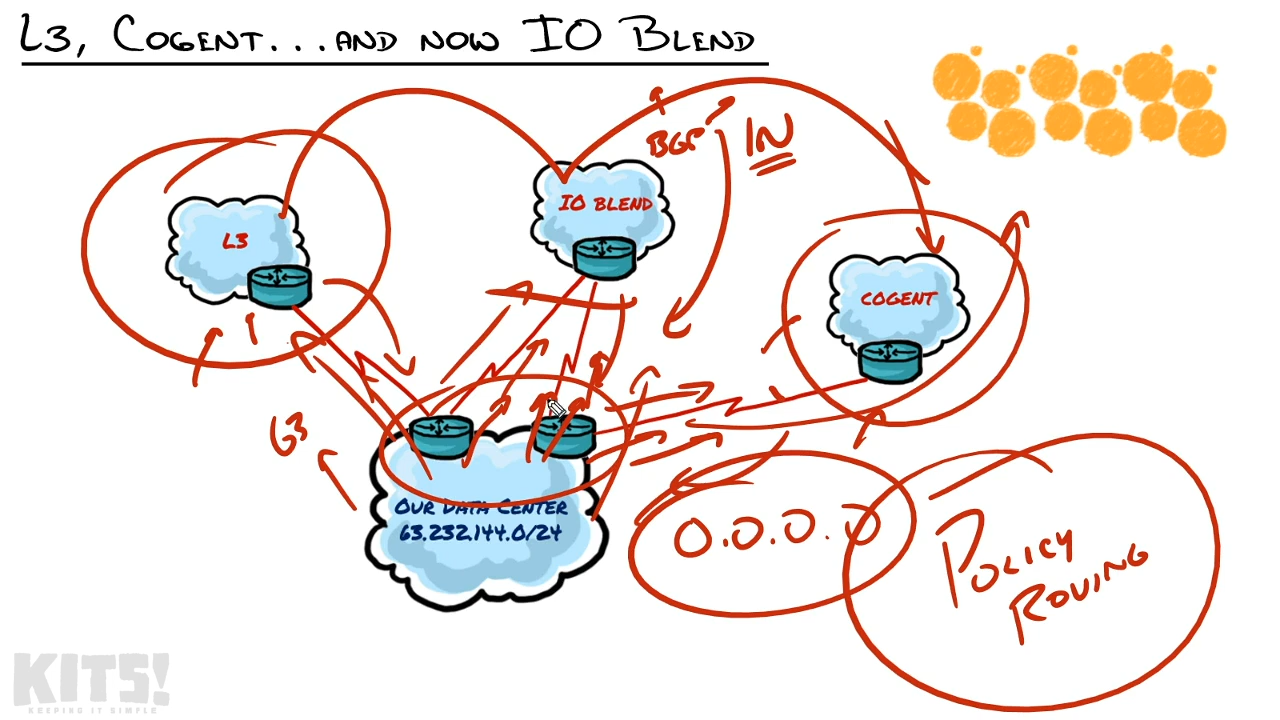 L3, COGENT...AND NOW IO BLEND
BGP
IN
IO BLEND
L3
COGENT
63
OUR DATA CENTER
63.232.144.0/24
0.0.0.0
POLICY
ROUING
KITS!
KEEPING IT SIMPLE